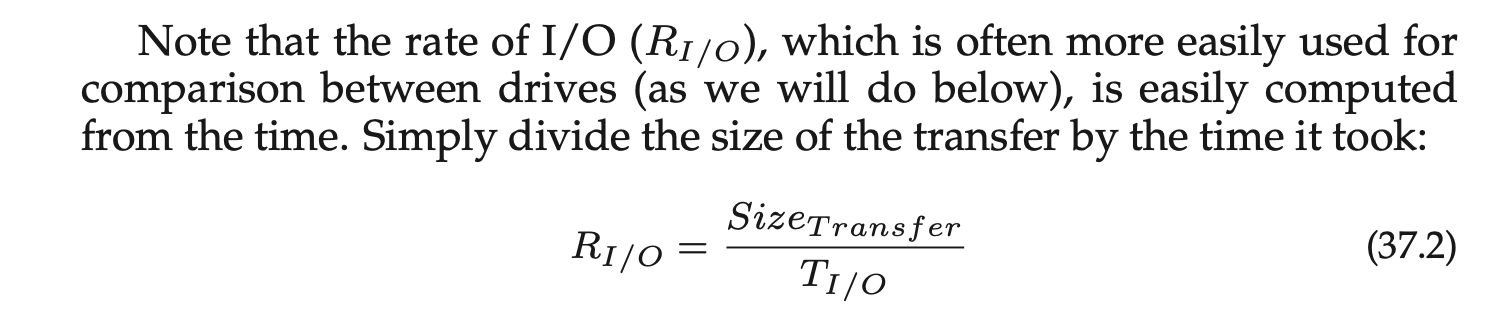 Note that the rate of I/O (R_{I/O}), which is often more easily used for
comparison between drives (as we will do below), is easily computed
from the time. Simply divide the size of the transfer by the time it took:
R_{I/O} = \frac{Size_{Transfer}}{T_{I/O}} (37.2)